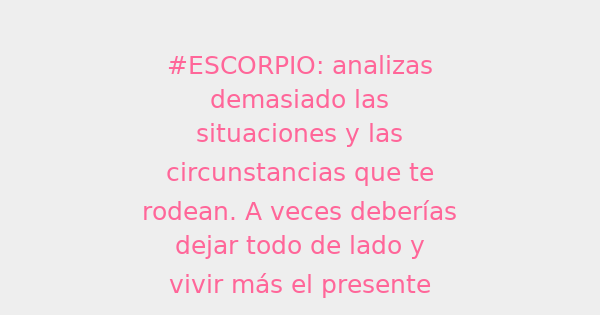 #ESCORPIO: analizas
demasiado las
situaciones y las
circunstancias que te
rodean. A veces deberías
dejar todo de lado y
vivir más el presente